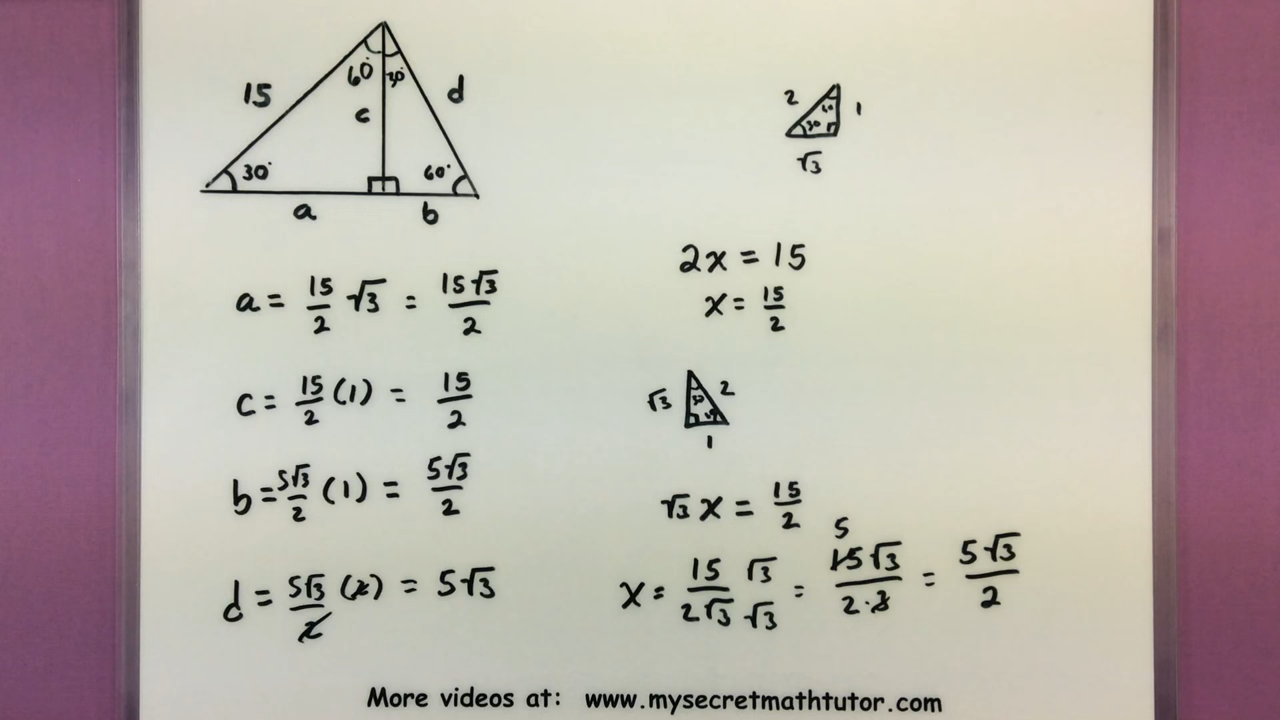 15 60° 30° d
c
30° 60°
a b
2 60 1
30
√3
2x = 15
x = 15/2
a = 15/2 √3 = 15√3/2
c = 15/2 (1) = 15/2
√3 30 2
1
b = 5√3/2 (1) = 5√3/2
√3 x = 15/2
d = 5√3/2 (2) = 5√3
5
x = 15/2√3 √3/√3 = 15√3/2·3 = 5√3/2
More videos at: www.mysecretmathtutor.com